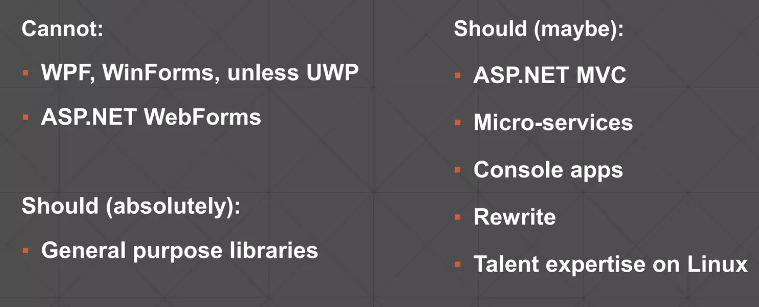 Cannot:
▪ WPF, WinForms, unless UWP
▪ ASP.NET WebForms
Should (absolutely):
▪ General purpose libraries
Should (maybe):
▪ ASP.NET MVC
▪ Micro-services
▪ Console apps
▪ Rewrite
▪ Talent expertise on Linux